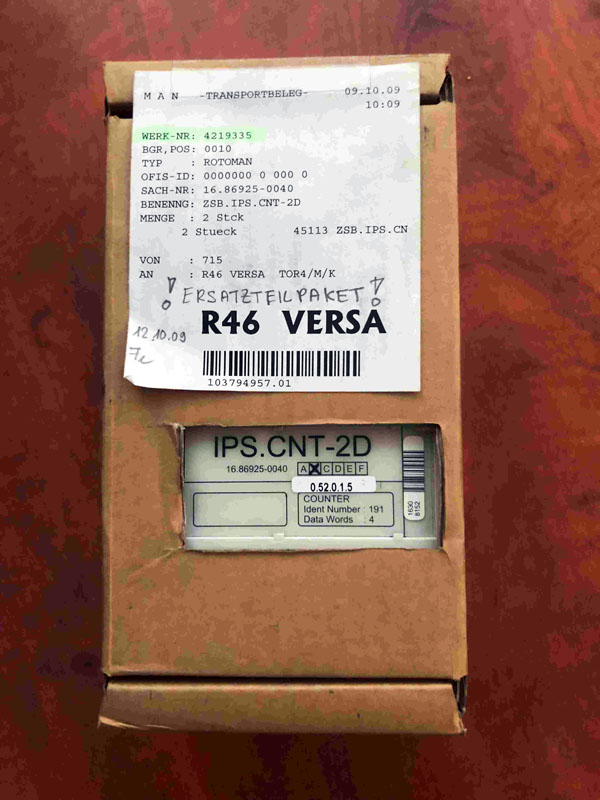 M A N -TRANSPORTBELEG- 09.10.09
10:09
WERK-NR: 4219335
BGR,POS: 0010
TYP : ROTOMAN
OFIS-ID: 0000000 0 000 0
SACH-NR: 16.86925-0040
BENENNG: ZSB.IPS.CNT-2D
MENGE : 2 Stck
2 Stueck 45113 ZSB.IPS.CN
VON : 715
AN : R46 VERSA TOR4/M/K
! ERSATZTEILPAKET !
R46 VERSA
12.10.09
103794957.01
IPS.CNT-2D
16.86925-0040 A B C D E F
0.52.0.1.5
COUNTER
Ident Number : 191
Data Words : 4
1630
8152